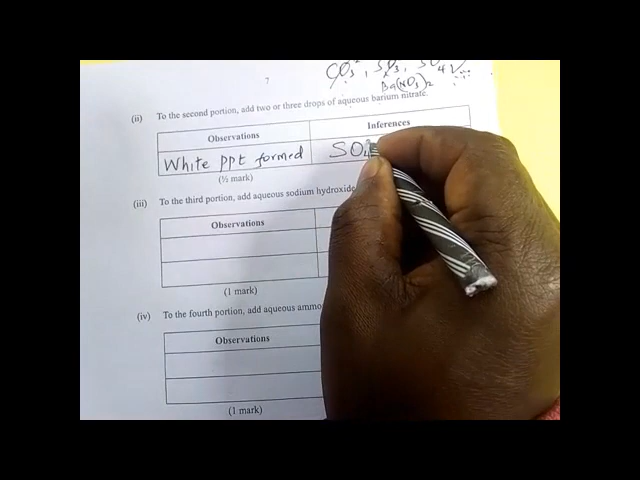 CO₃²⁻, SO₃, SO₄
7
Ba(NO₃)₂
(ii) To the second portion, add two or three drops of aqueous barium nitrate.
Observations Inferences
White ppt formed SO
(½ mark)
(iii) To the third portion, add aqueous sodium hydroxide
Observations
(1 mark)
(iv) To the fourth portion, add aqueous ammo
Observations
(1 mark)